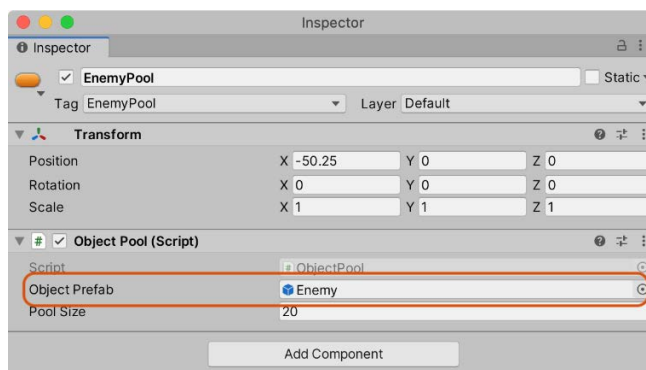 Inspector
Inspector
EnemyPool Static
Tag EnemyPool Layer Default
Transform
Position X -50.25 Y 0 Z 0
Rotation X 0 Y 0 Z 0
Scale X 1 Y 1 Z 1
# Object Pool (Script)
Script # ObjectPool
Object Prefab Enemy
Pool Size 20
Add Component